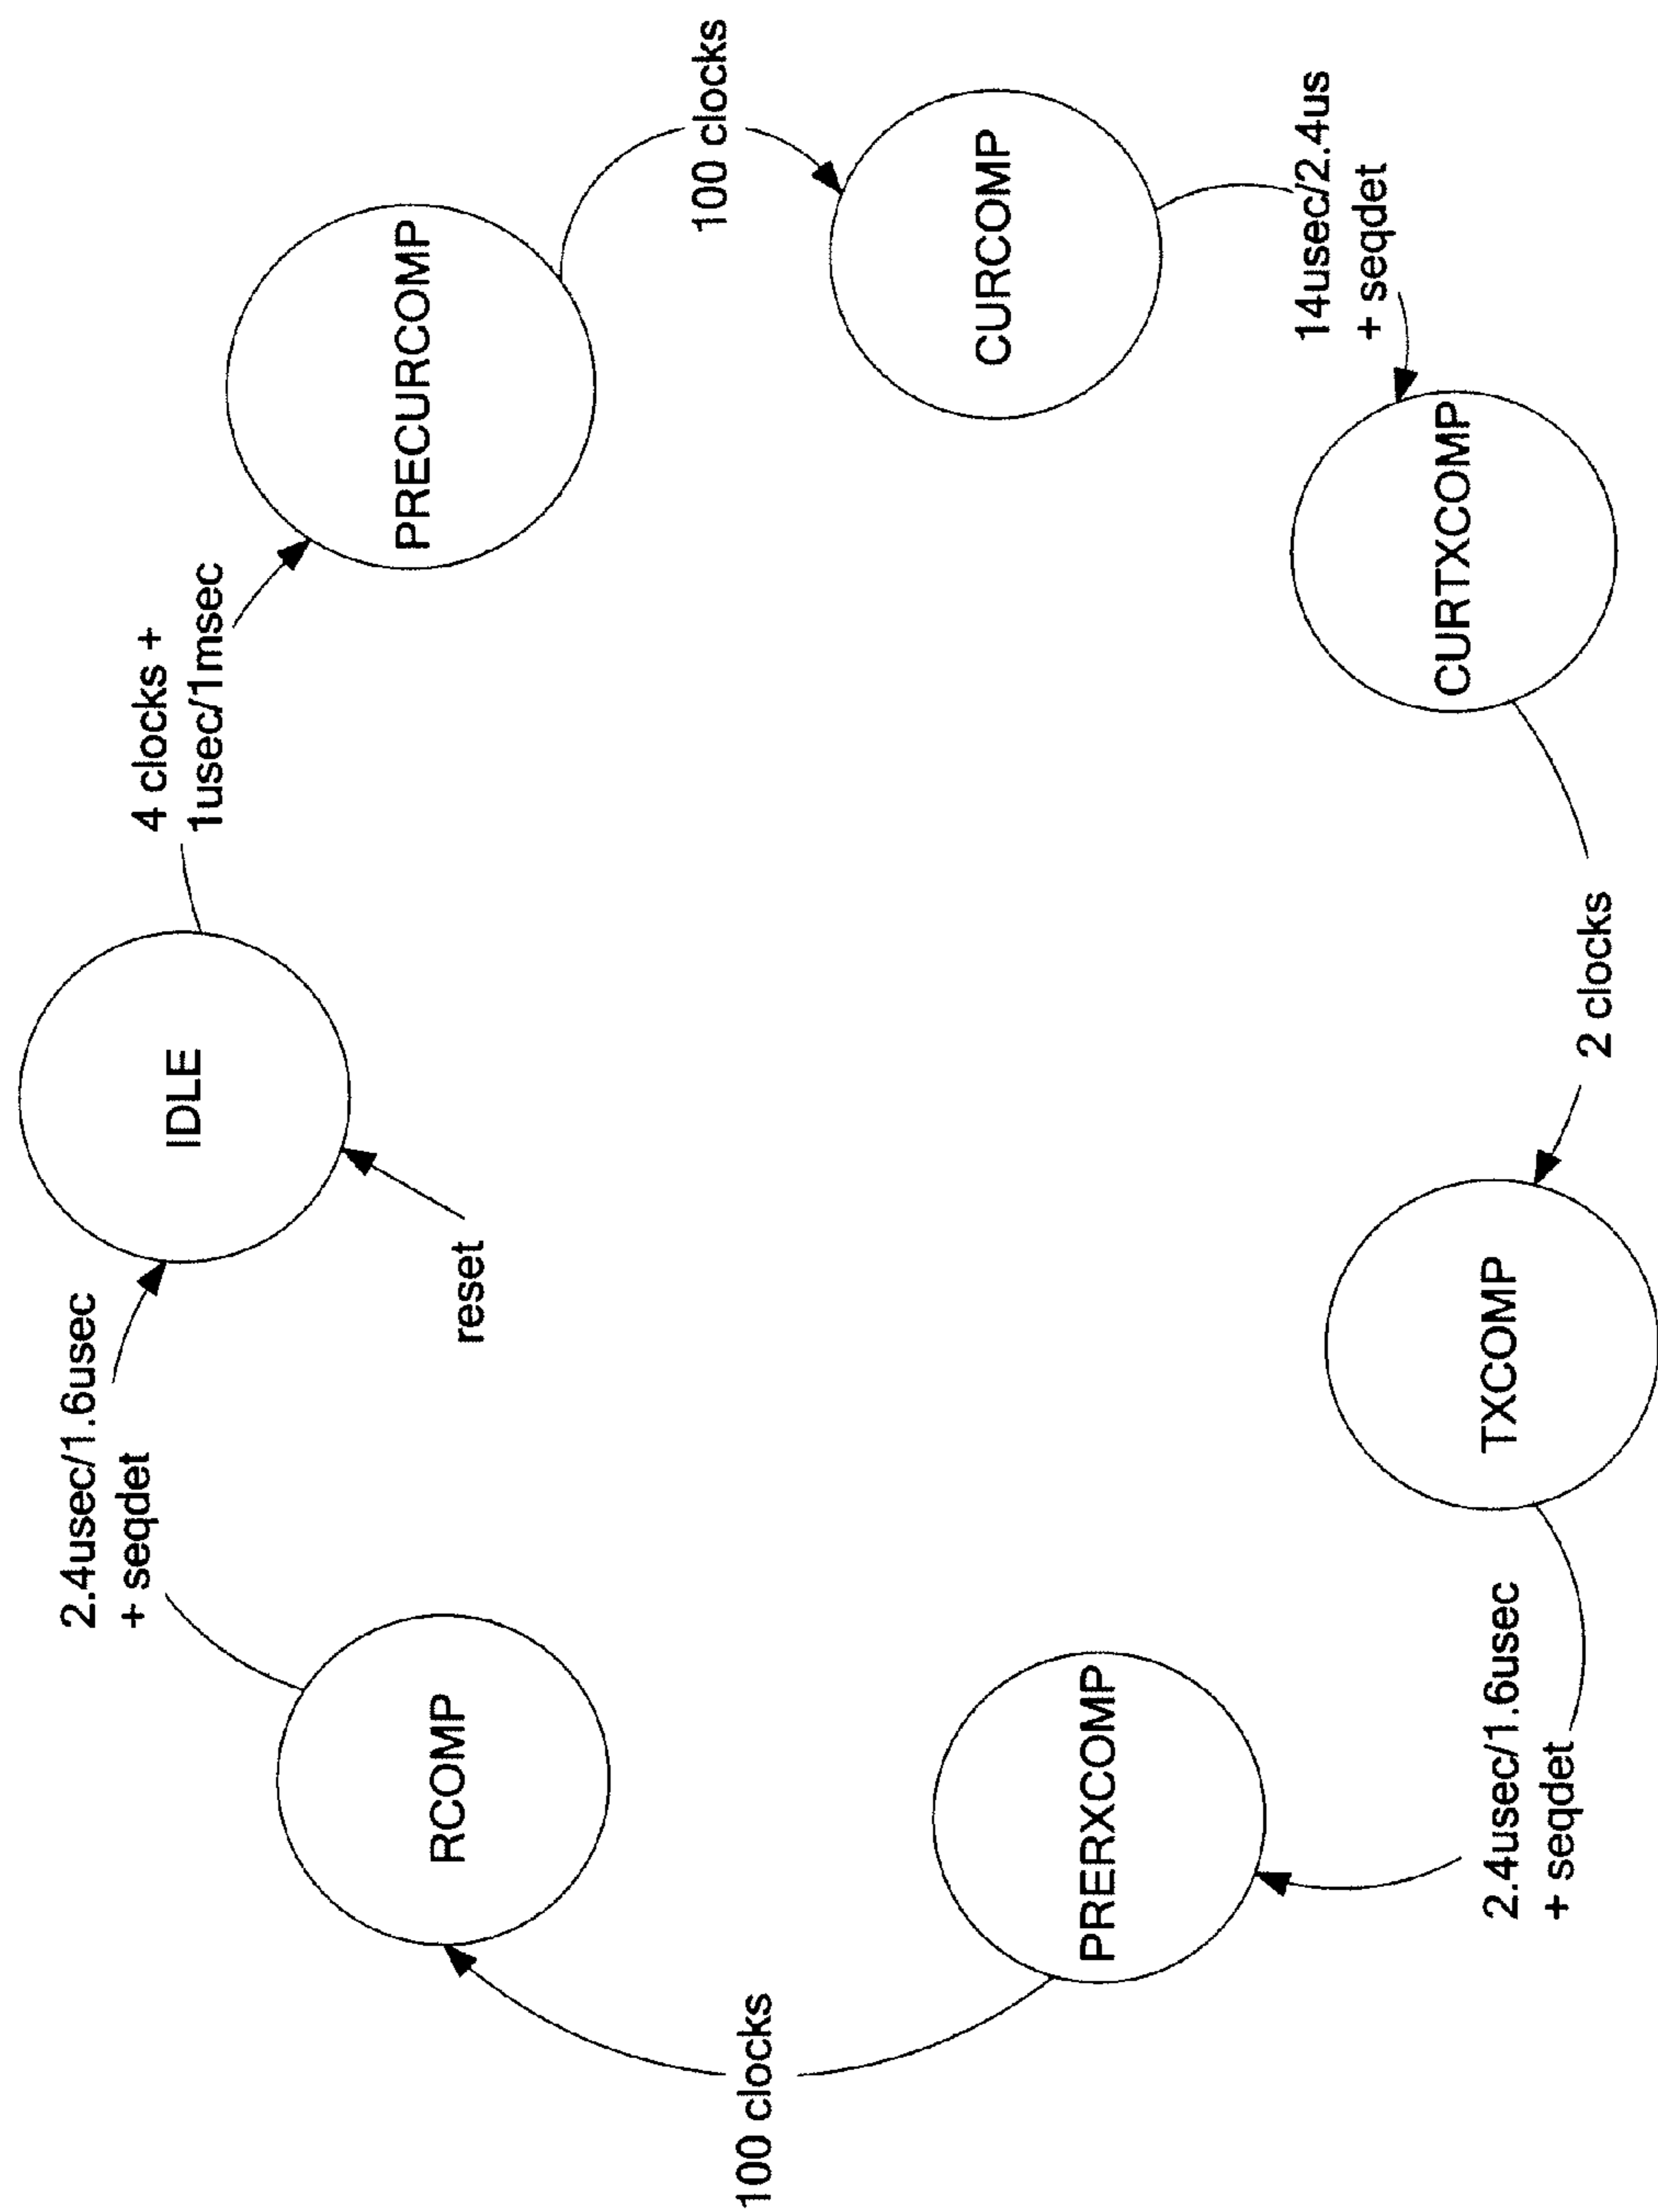 IDLE
4 clocks +
1usec/1msec
PRECURCOMP
100 clocks
CURCOMP
14usec/2.4us
+ seqdet
CURTXCOMP
2 clocks
TXCOMP
2.4usec/1.6usec
+ seqdet
PRERXCOMP
100 clocks
RCOMP
2.4usec/1.6usec
+ seqdet
reset